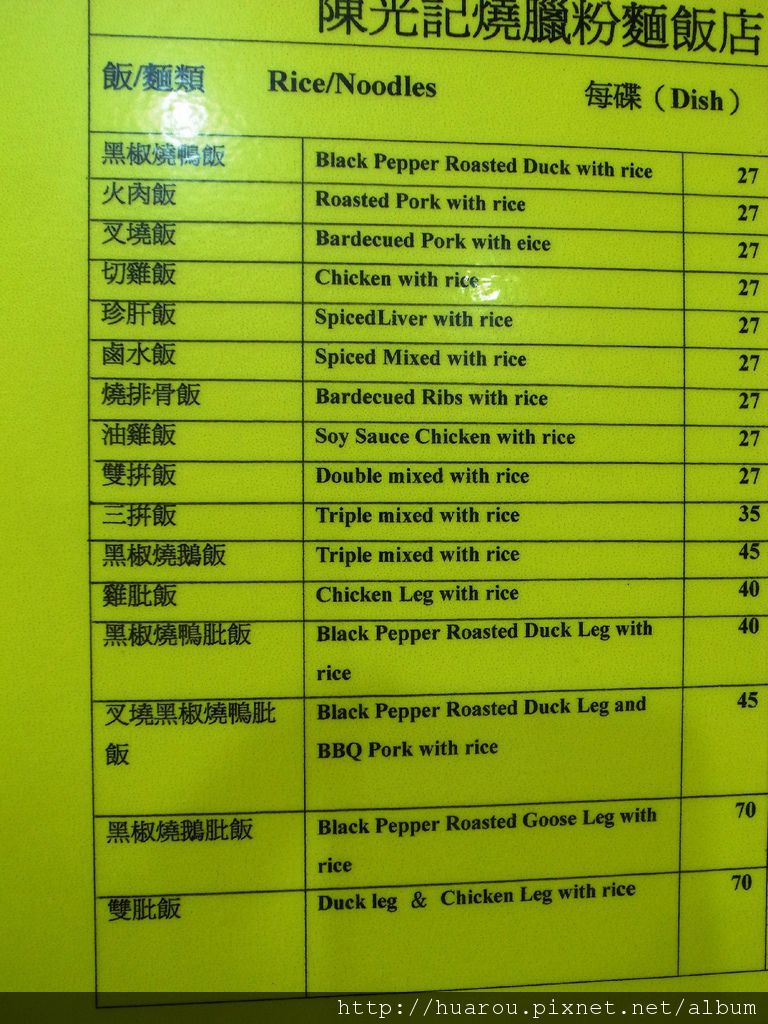 陳光記燒臘粉麵飯店
飯/麵類 Rice/Noodles 每碟（Dish）
黑椒燒鴨飯 Black Pepper Roasted Duck with rice 27
火肉飯 Roasted Pork with rice 27
叉燒飯 Bardecued Pork with eice 27
切雞飯 Chicken with rice 27
珍肝飯 SpicedLiver with rice 27
鹵水飯 Spiced Mixed with rice 27
燒排骨飯 Bardecued Ribs with rice 27
油雞飯 Soy Sauce Chicken with rice 27
雙拼飯 Double mixed with rice 27
三拼飯 Triple mixed with rice 35
黑椒燒鵝飯 Triple mixed with rice 45
雞肶飯 Chicken Leg with rice 40
黑椒燒鴨肶飯 Black Pepper Roasted Duck Leg with 40
rice
叉燒黑椒燒鴨肶 Black Pepper Roasted Duck Leg and 45
飯 BBQ Pork with rice
黑椒燒鵝肶飯 Black Pepper Roasted Goose Leg with 70
rice
雙肶飯 Duck leg & Chicken Leg with rice 70
http://huarou.pixnet.net/album